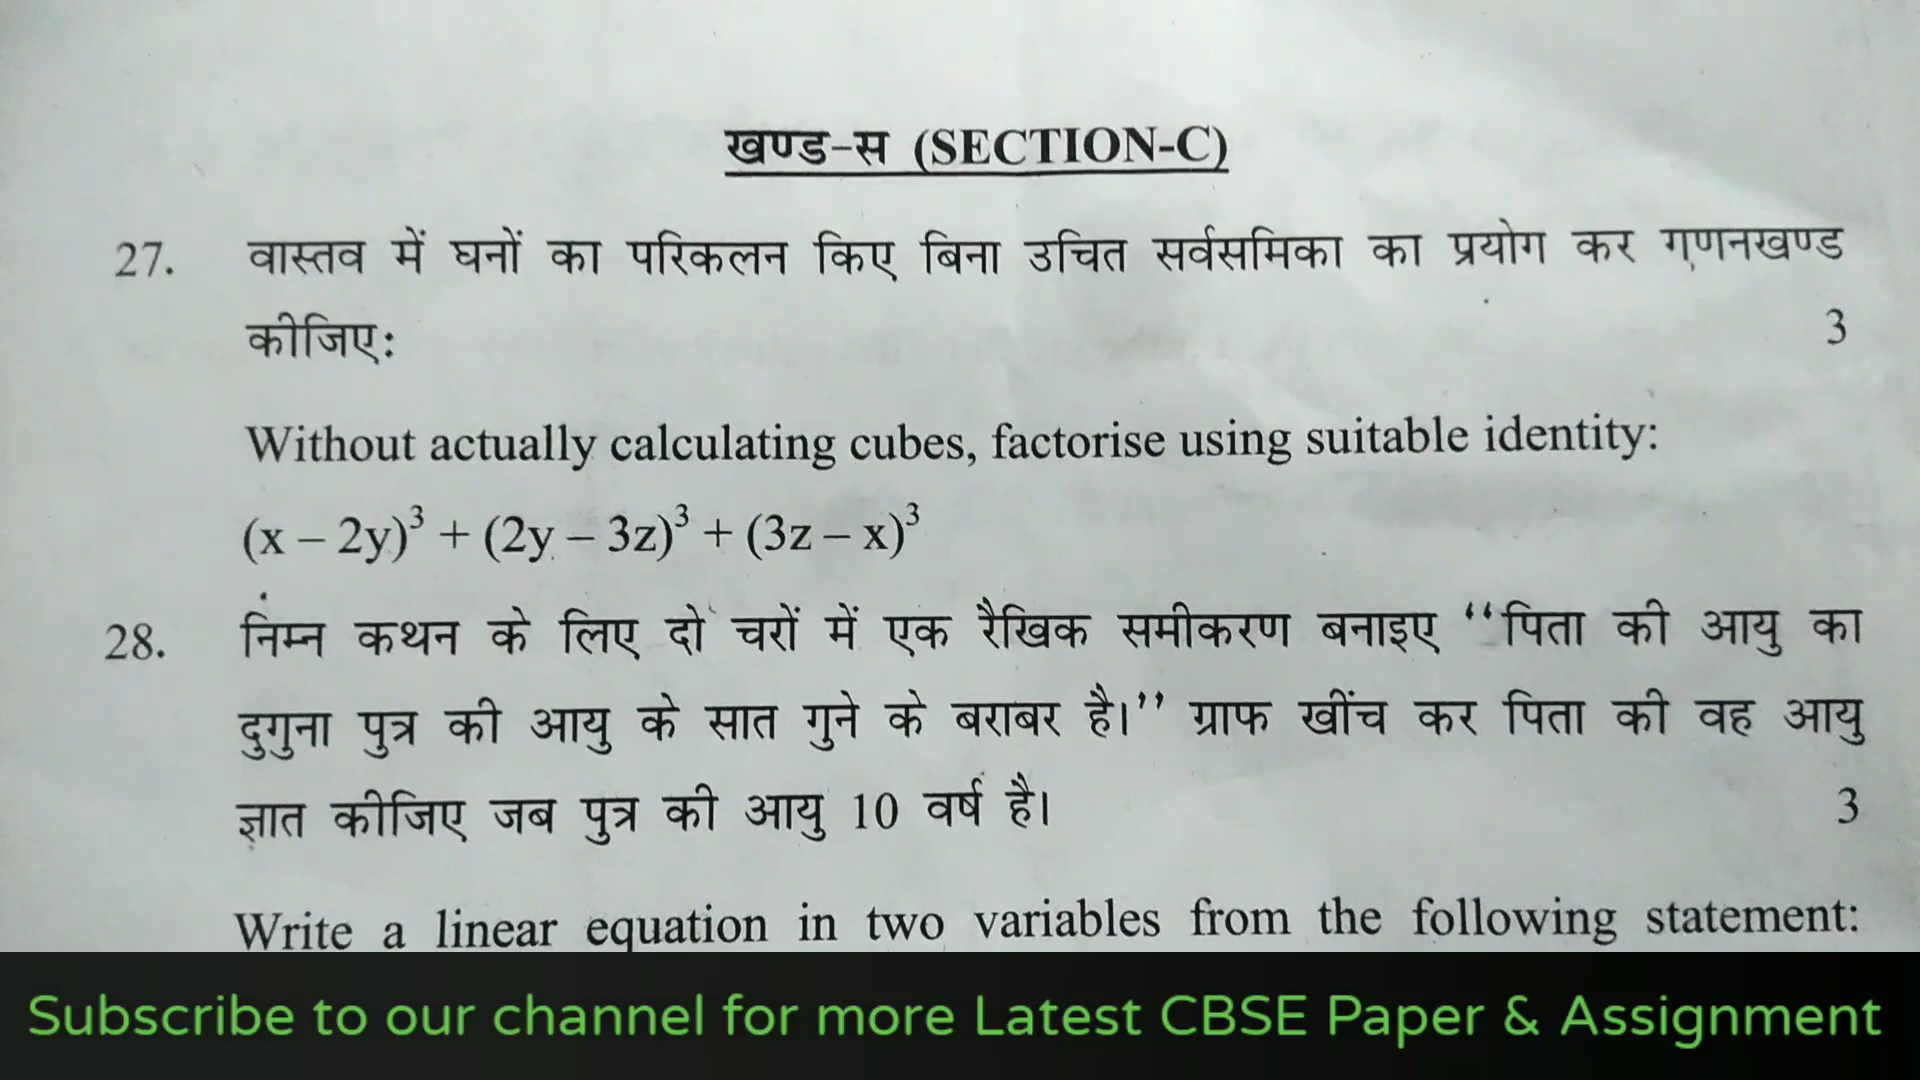 खण्ड-स (SECTION-C)
27. वास्तव में घनों का परिकलन किए बिना उचित सर्वसमिका का प्रयोग कर गुणनखण्ड
कीजिए: 3
Without actually calculating cubes, factorise using suitable identity:
(x – 2y)³ + (2y – 3z)³ + (3z – x)³
28. निम्न कथन के लिए दो चरों में एक रैखिक समीकरण बनाइए ‘‘पिता की आयु का
दुगुना पुत्र की आयु के सात गुने के बराबर है।’’ ग्राफ खींच कर पिता की वह आयु
ज्ञात कीजिए जब पुत्र की आयु 10 वर्ष है। 3
Write a linear equation in two variables from the following statement:
Subscribe to our channel for more Latest CBSE Paper & Assignment